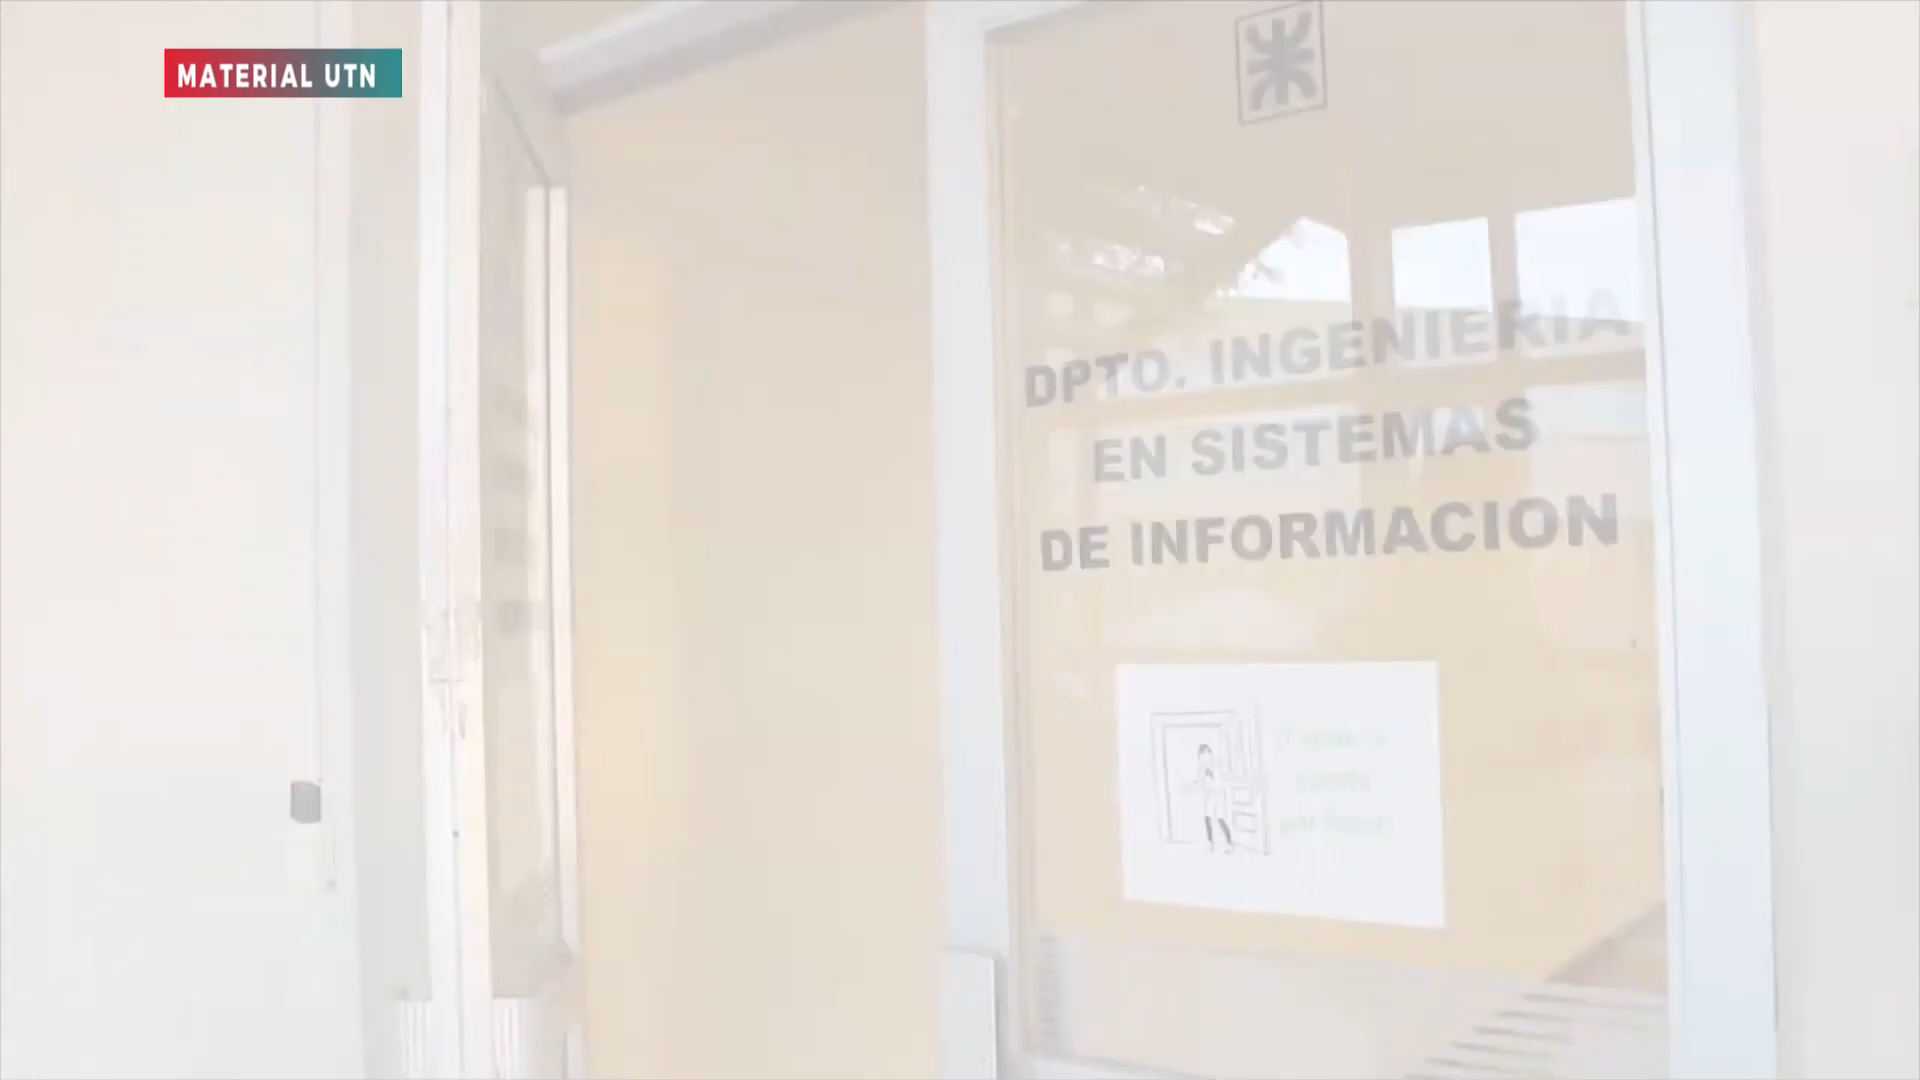 MATERIAL UTN
DPTO. INGENIERIA
EN SISTEMAS
DE INFORMACION